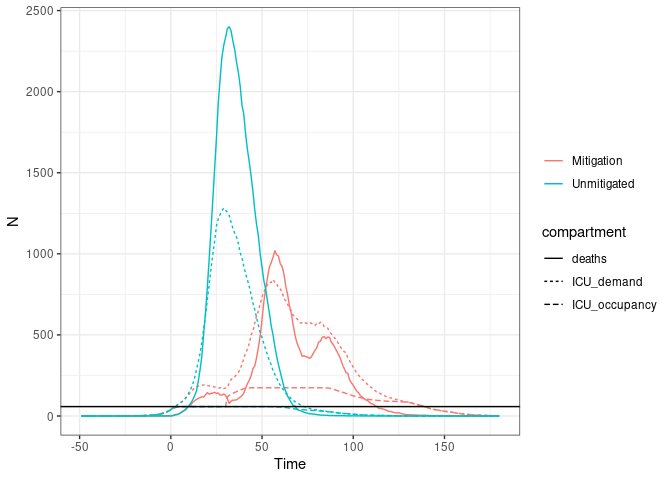 2500
2000
1500
1000
500
0
N
-50
0
50
100
150
Time
Mitigation
Unmitigated
compartment
deaths
ICU_demand
ICU_occupancy